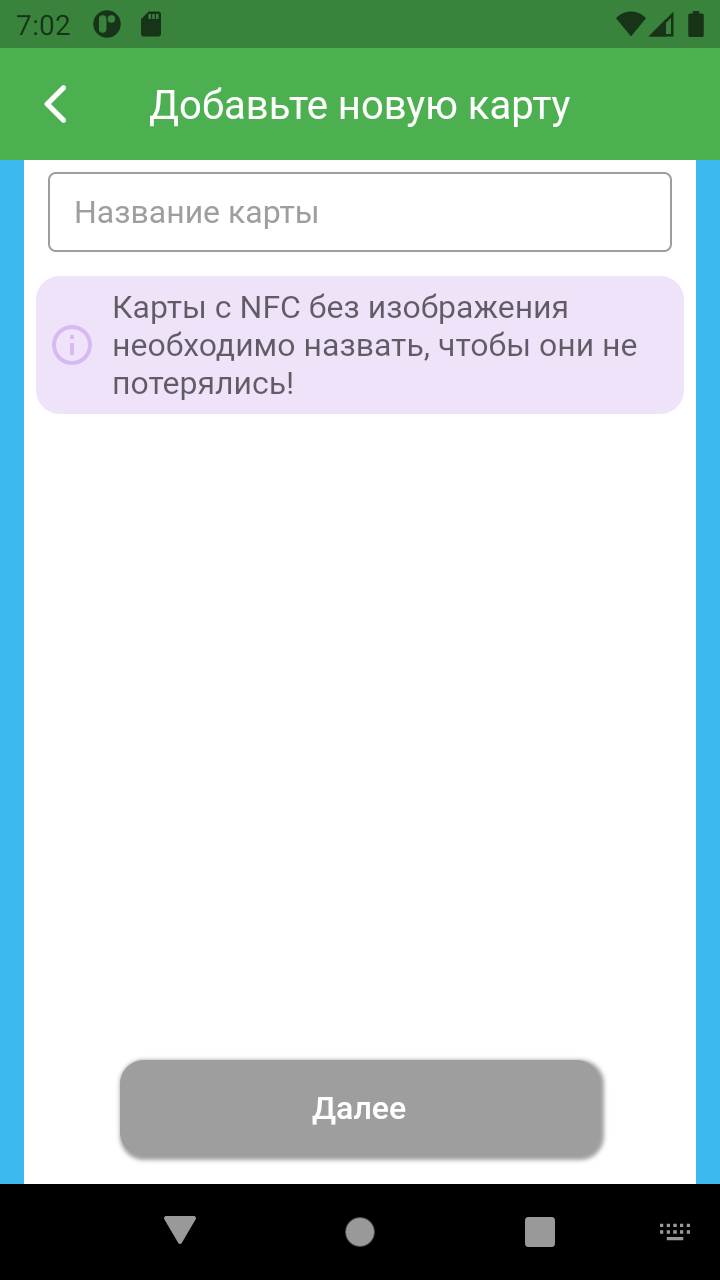 7:02
Добавьте новую карту
Название карты
Карты с NFC без изображения
необходимо назвать, чтобы они не
потерялись!
Далее